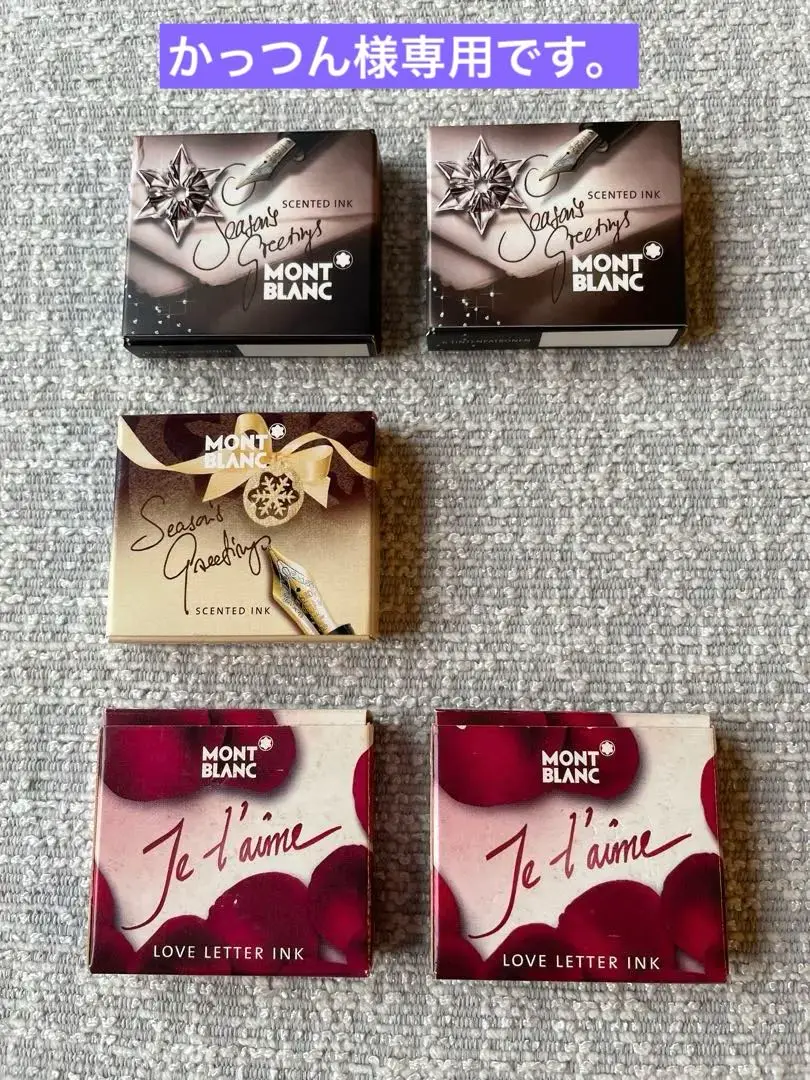 かっつん様専用です。
SCENTED INK
Season's
Greetings
MONT
BLANC
SCENTED INK
Season's
Greetings
MONT
BLANC
TINTENPATRONEN
MONT
BLANC
Season's
Greetings
SCENTED INK
MONT
BLANC
Je t'aime
LOVE LETTER INK
MONT
BLANC
Je t'aime
LOVE LETTER INK